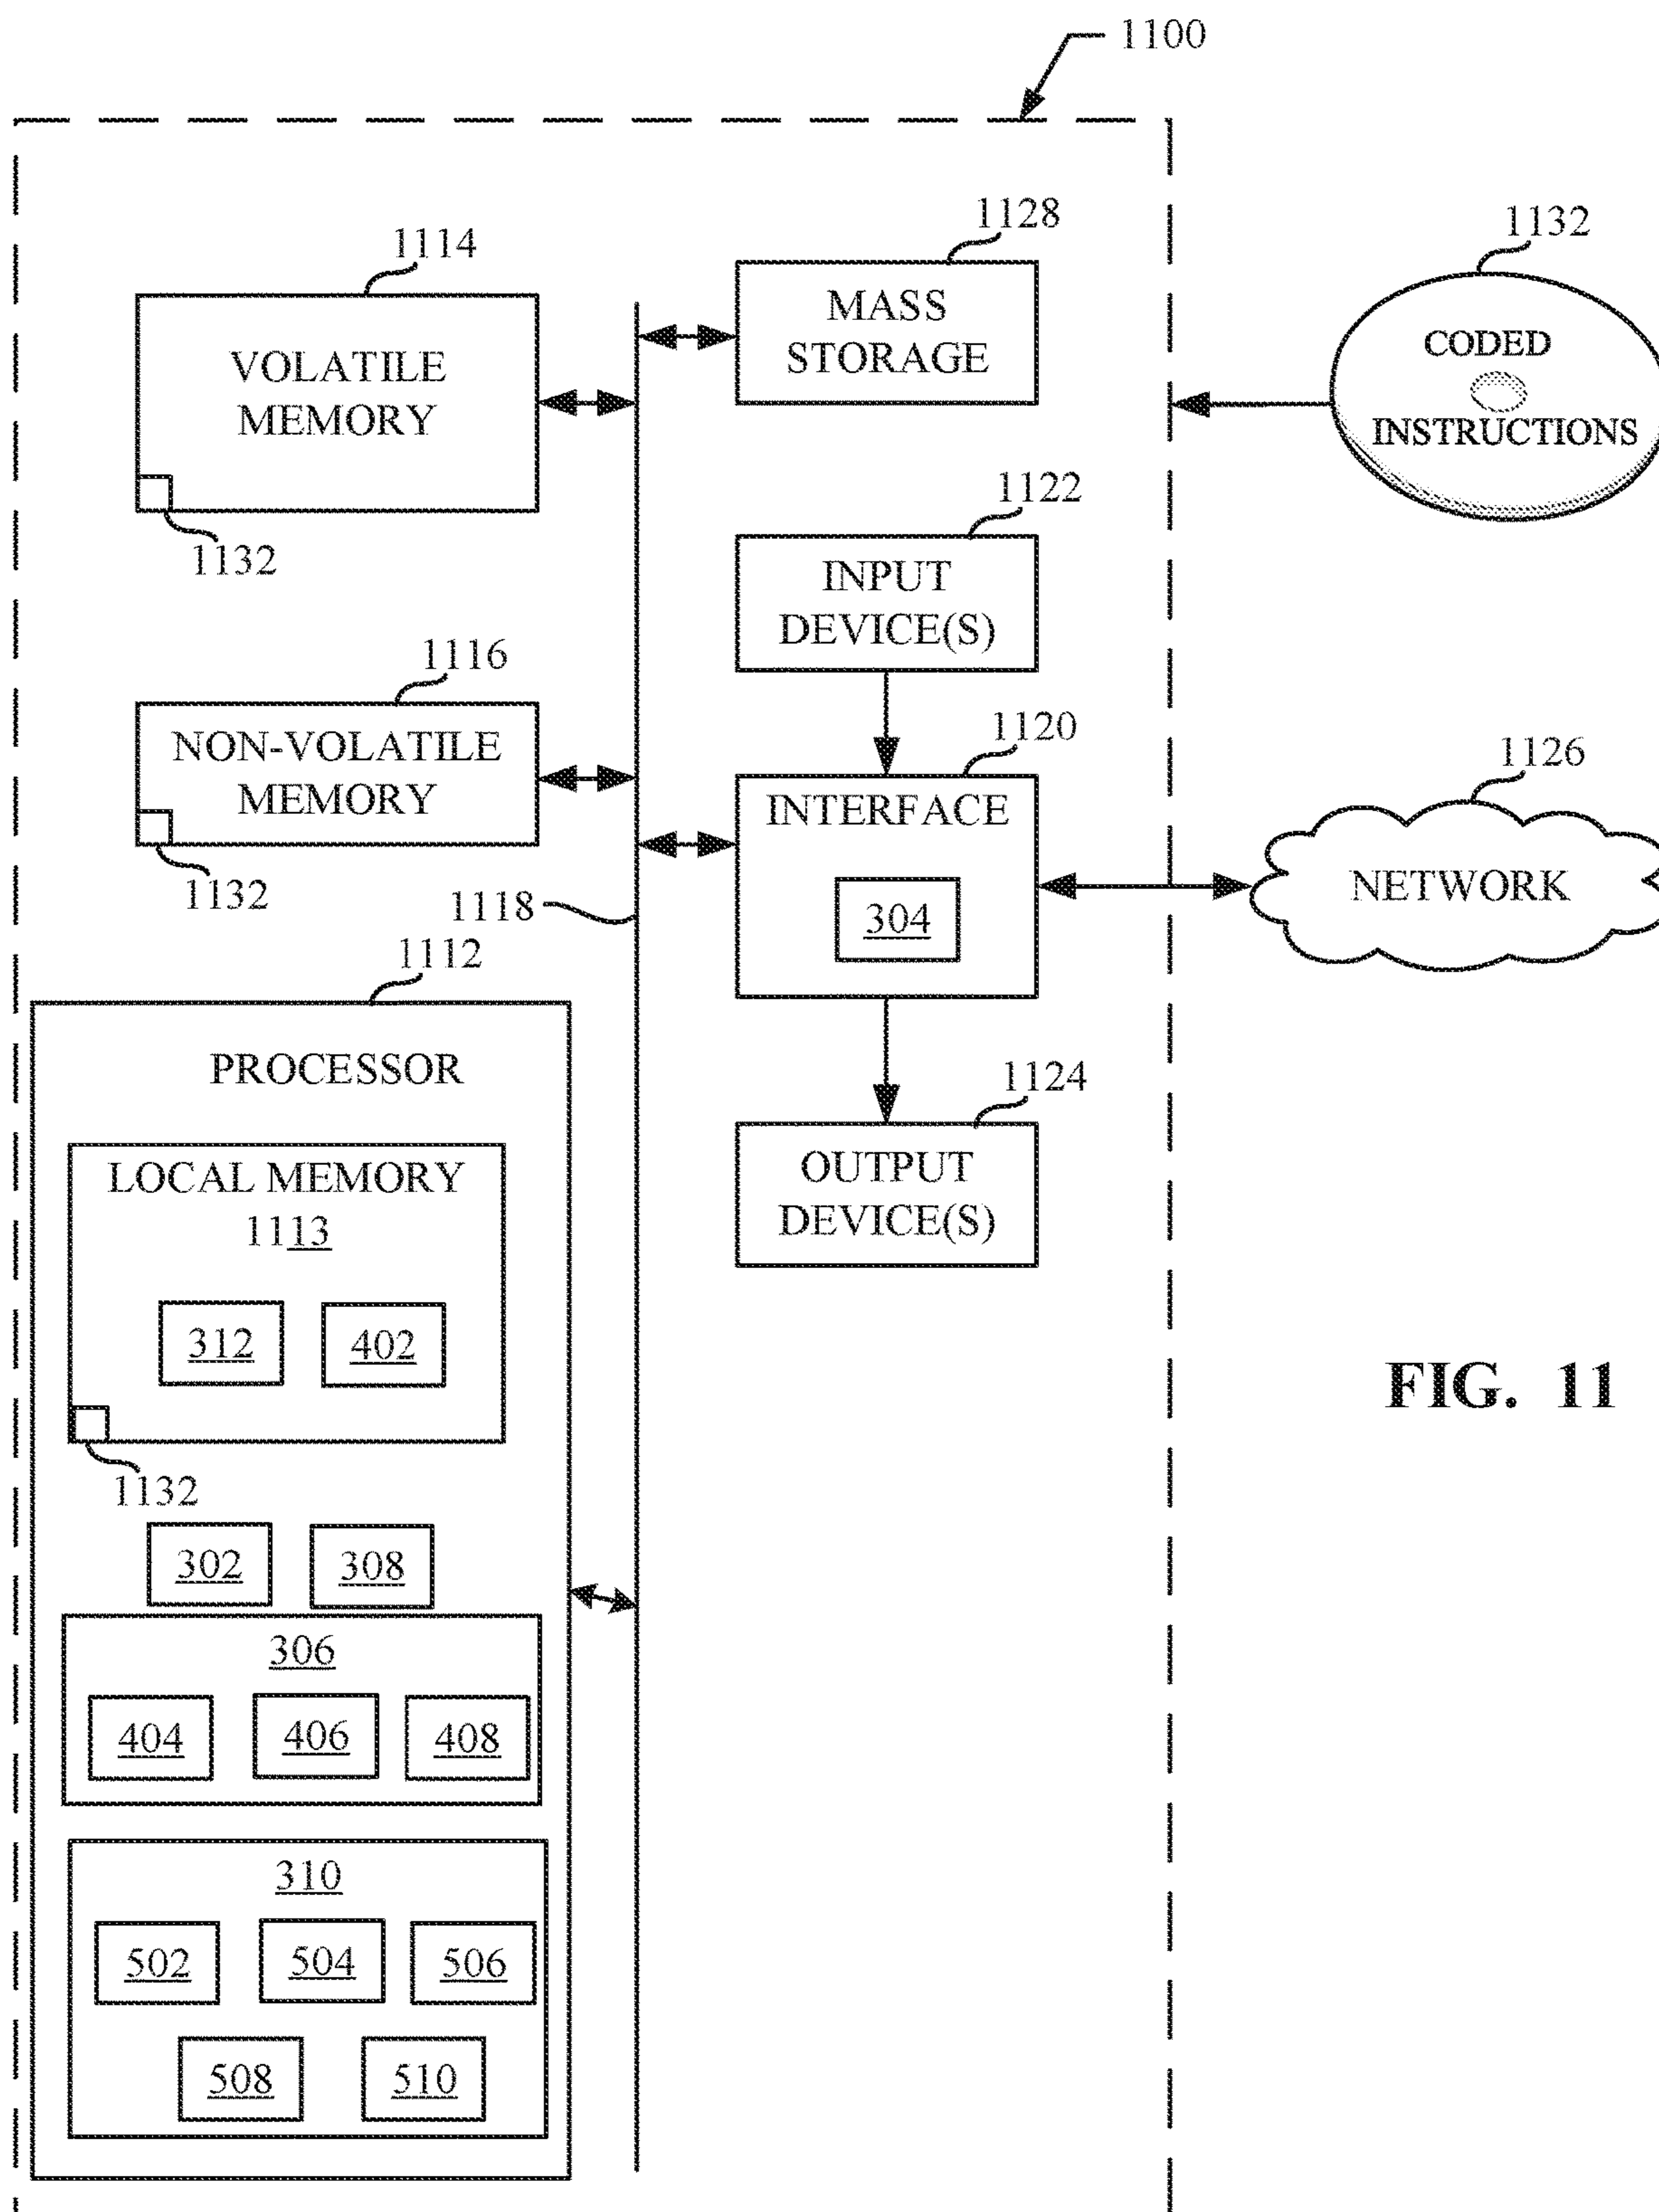 1100
1128
1132
1114
MASS
STORAGE
CODED
INSTRUCTIONS
VOLATILE
MEMORY
1122
1132
INPUT
DEVICE(S)
1116
1120
1126
NON-VOLATILE
MEMORY
INTERFACE
NETWORK
1132
1118
304
1112
PROCESSOR
1124
LOCAL MEMORY
1113
OUTPUT
DEVICE(S)
312
402
FIG. 11
1132
302
308
306
404
406
408
310
502
504
506
508
510